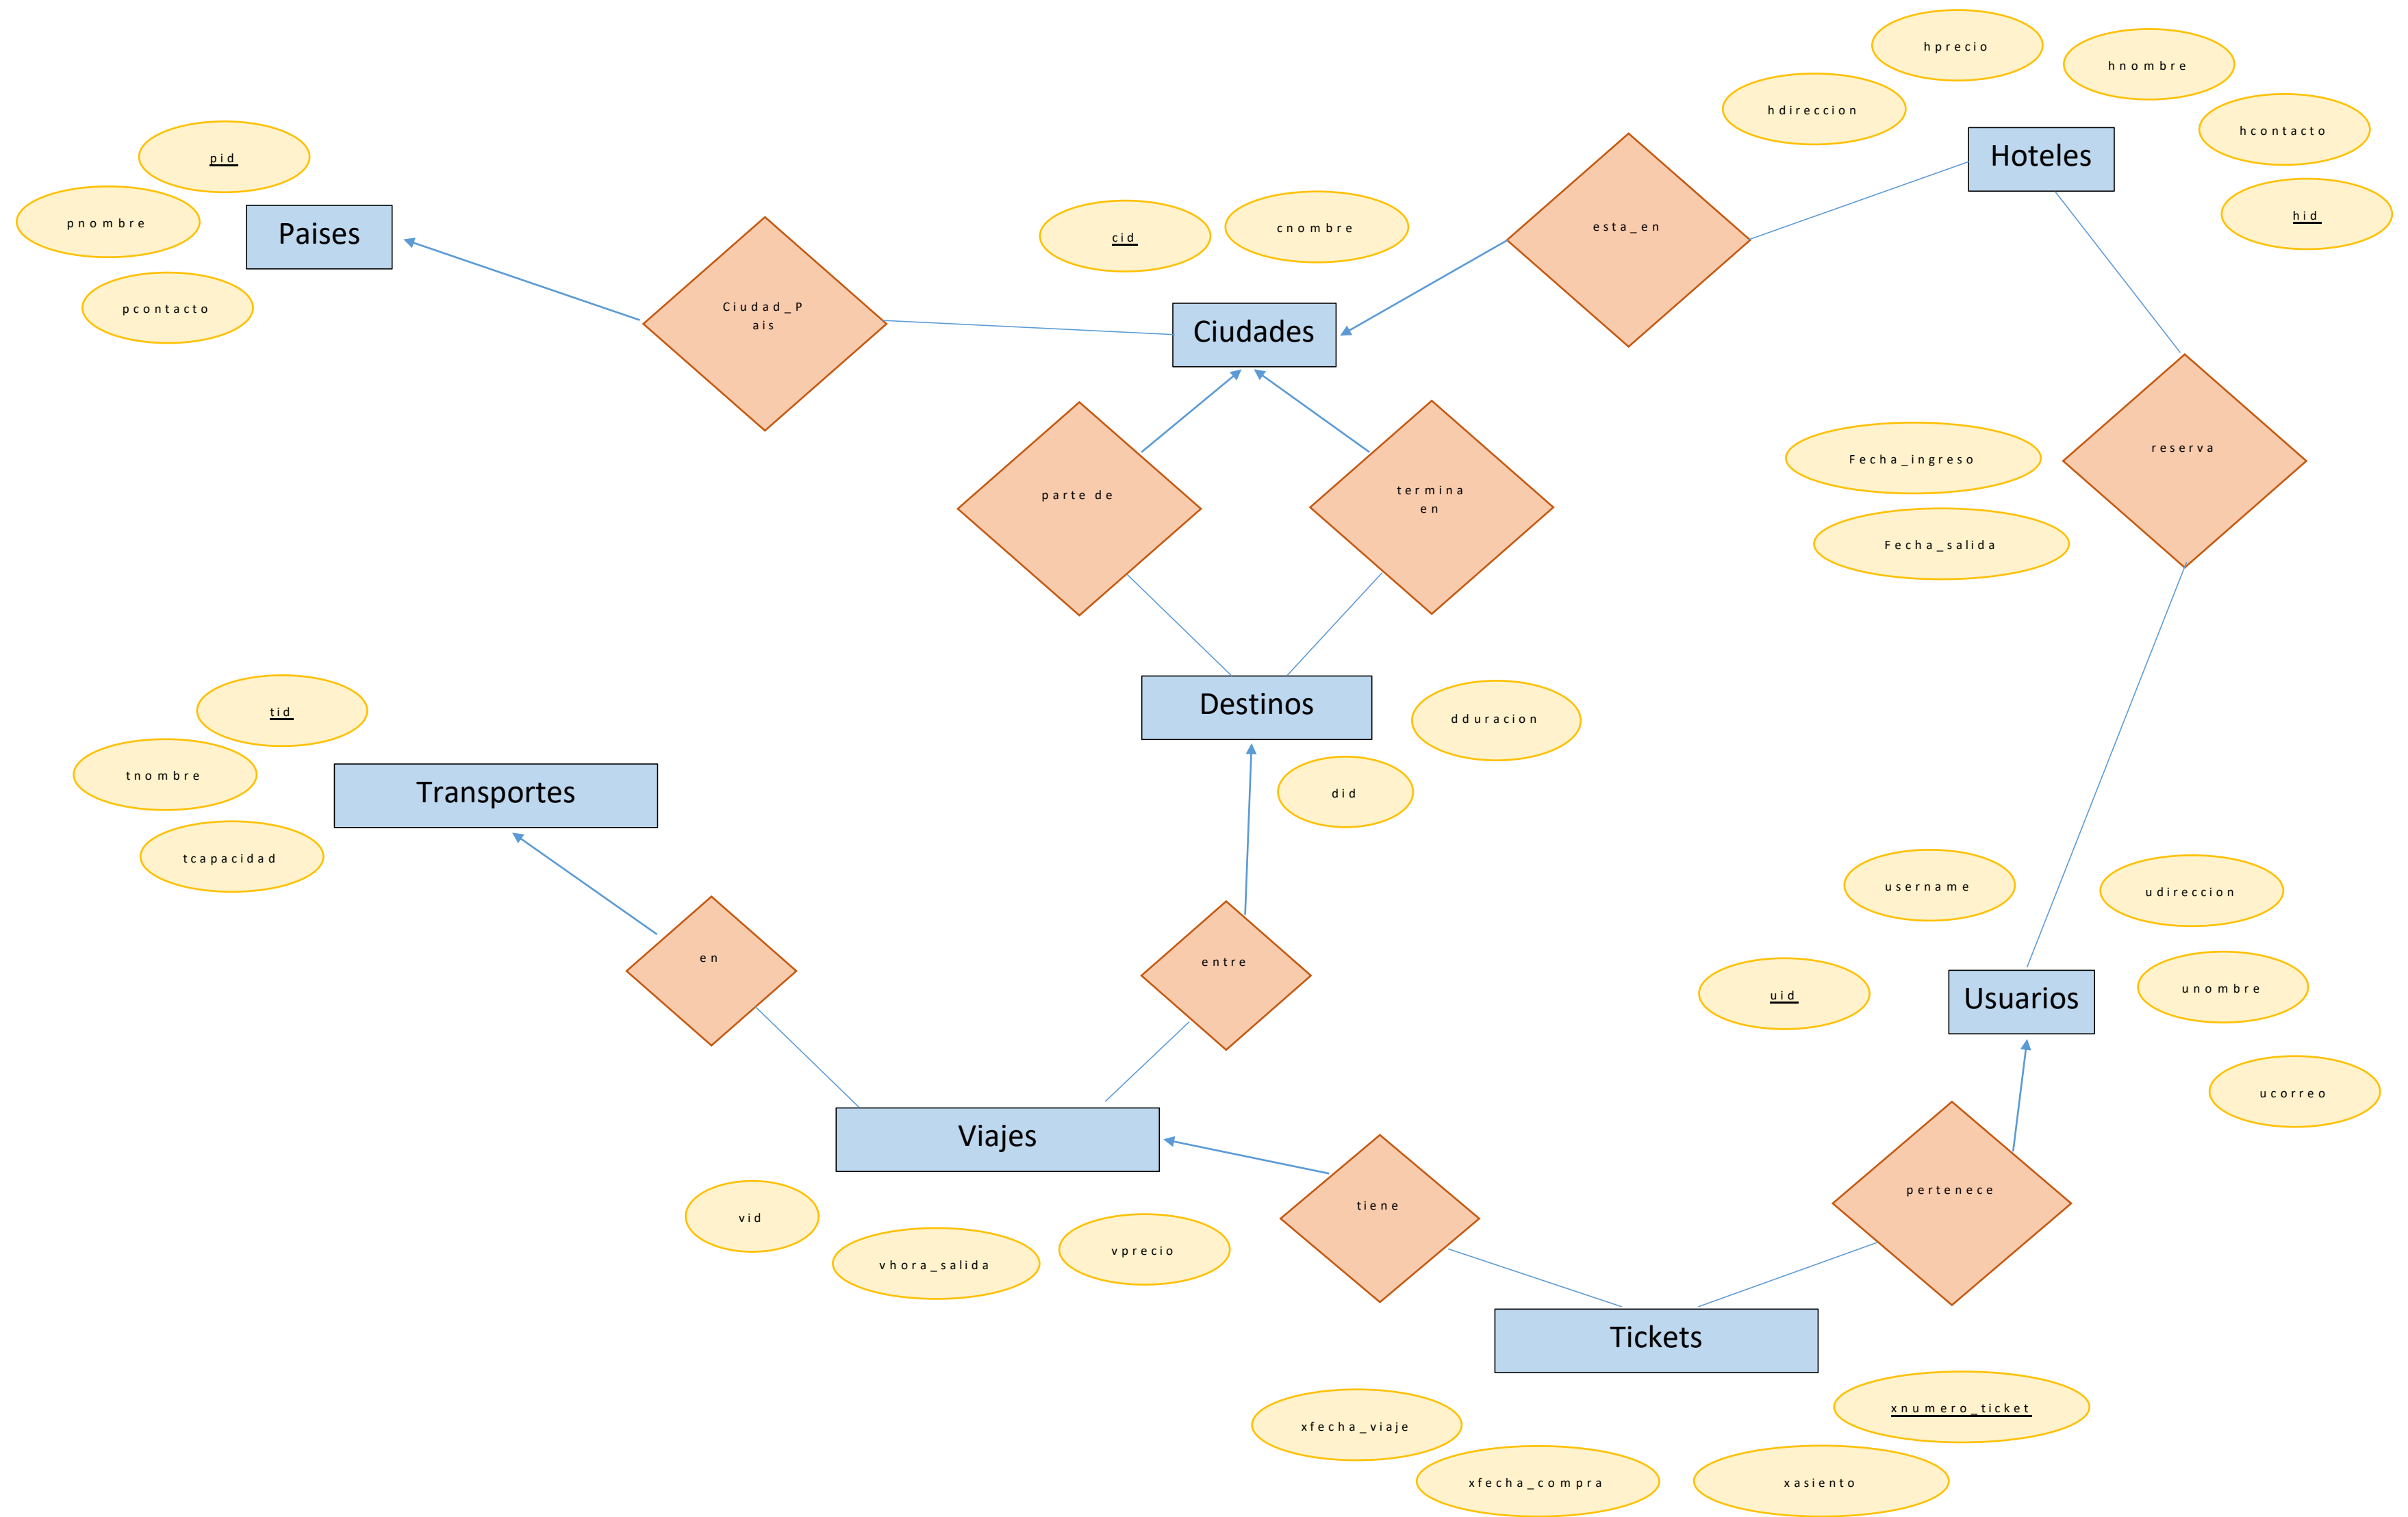 hprecio
hnombre
hdireccion
hcontacto
Hoteles
pid
hid
pnombre
Paises
cid
cnombre
esta_en
pcontacto
Ciudad_P
ais
Ciudades
reserva
Fecha_ingreso
parte de
termina
en
Fecha_salida
Destinos
dduracion
tid
tnombre
Transportes
did
tcapacidad
username
udireccion
en
entre
uid
Usuarios
unombre
ucorreo
Viajes
pertenece
tiene
vid
vhora_salida
vprecio
Tickets
xnumero_ticket
xfecha_viaje
xfecha_compra
xasiento